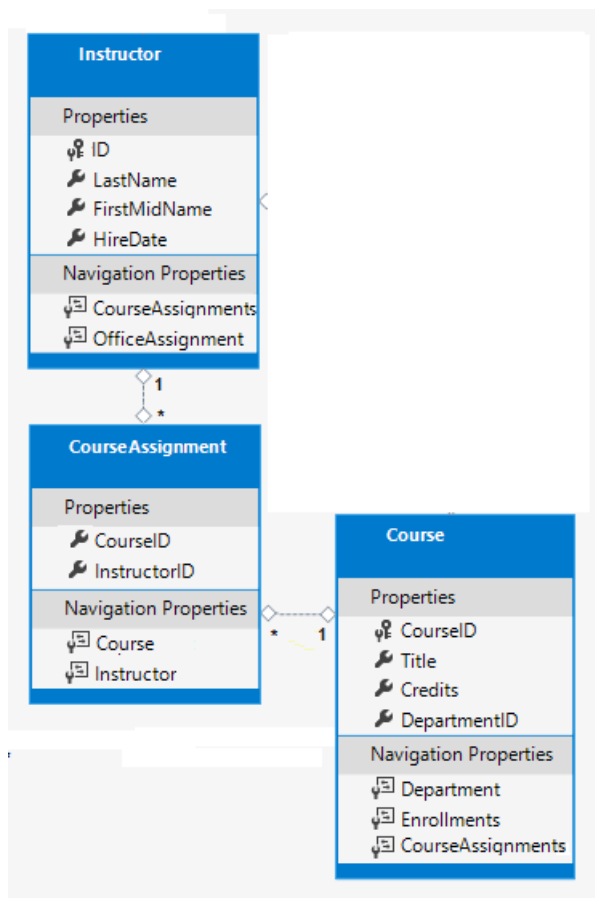 Instructor
Properties
ID
LastName
FirstMidName
HireDate
Navigation Properties
CourseAssignments
OfficeAssignment
1
*
CourseAssignment
Properties
CourseID
InstructorID
Navigation Properties
Course
Instructor
* 1
Course
Properties
CourseID
Title
Credits
DepartmentID
Navigation Properties
Department
Enrollments
CourseAssignments